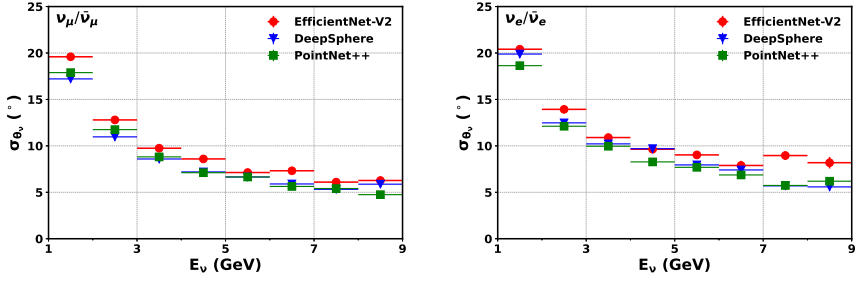 ν_μ/ν̄_μ
EfficientNet-V2
DeepSphere
PointNet++
25
20
15
10
5
0
σ_θν (°)
1
3
5
7
9
E_ν (GeV)
ν_e/ν̄_e
EfficientNet-V2
DeepSphere
PointNet++
25
20
15
10
5
0
σ_θν (°)
1
3
5
7
9
E_ν (GeV)